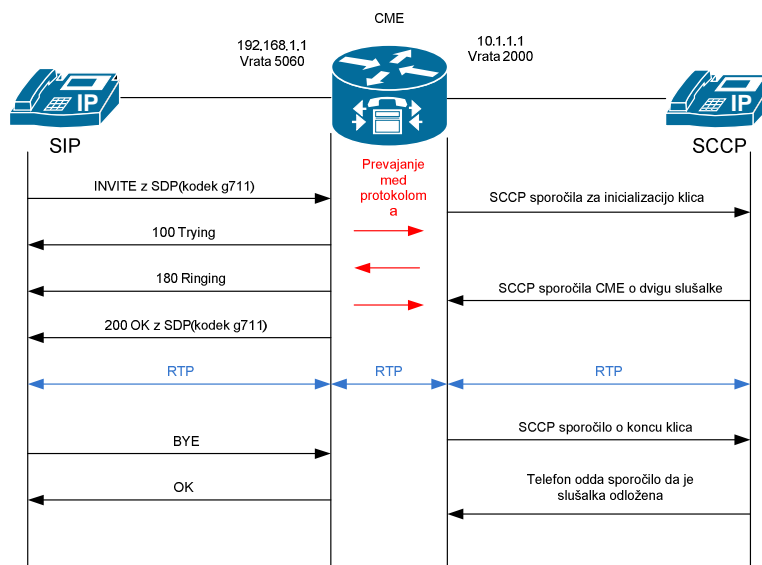 CME
192.168.1.1
Vrata 5060
10.1.1.1
Vrata 2000
IP
IP
SIP
SCCP
Prevajanje
med
protokolom
a
INVITE z SDP(kodek g711)
SCCP sporočila za inicializacijo klica
100 Trying
180 Ringing
SCCP sporočila CME o dvigu slušalke
200 OK z SDP(kodek g711)
RTP
RTP
RTP
SCCP sporočilo o koncu klica
BYE
Telefon odda sporočilo da je
slušalka odložena
OK